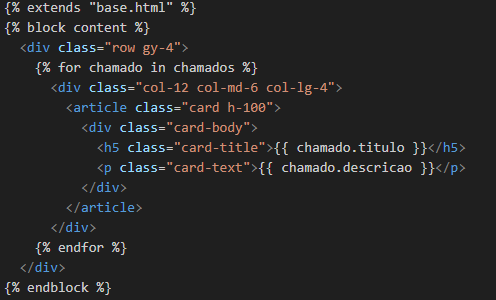 {% extends "base.html" %}
{% block content %}
  <div class="row gy-4">
    {% for chamado in chamados %}
      <div class="col-12 col-md-6 col-lg-4">
        <article class="card h-100">
          <div class="card-body">
            <h5 class="card-title">{{ chamado.titulo }}</h5>
            <p class="card-text">{{ chamado.descricao }}</p>
          </div>
        </article>
      </div>
    {% endfor %}
  </div>
{% endblock %}